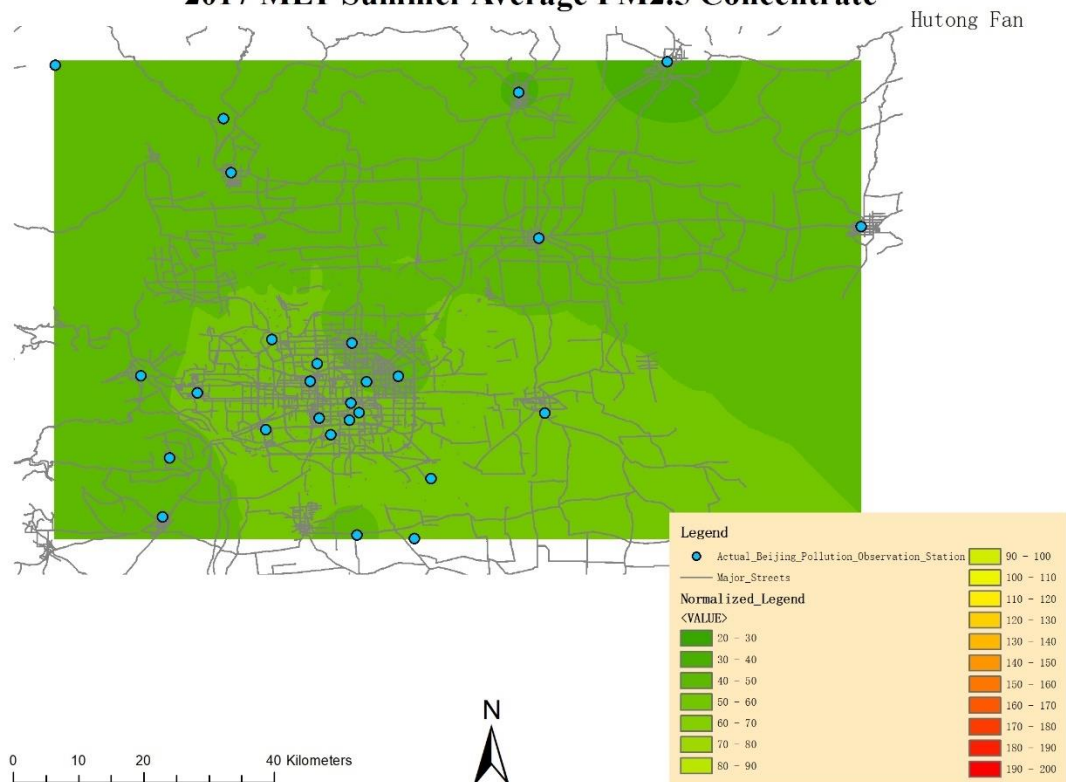 2017 MET Summer Average PM2.5 Concentrate
Hutong Fan
Legend
Actual_Beijing_Pollution_Observation_Station
Major_Streets
Normalized_Legend
<VALUE>
20 - 30
30 - 40
40 - 50
50 - 60
60 - 70
70 - 80
80 - 90
90 - 100
100 - 110
110 - 120
120 - 130
130 - 140
140 - 150
150 - 160
160 - 170
170 - 180
180 - 190
190 - 200
N
0 10 20 40 Kilometers